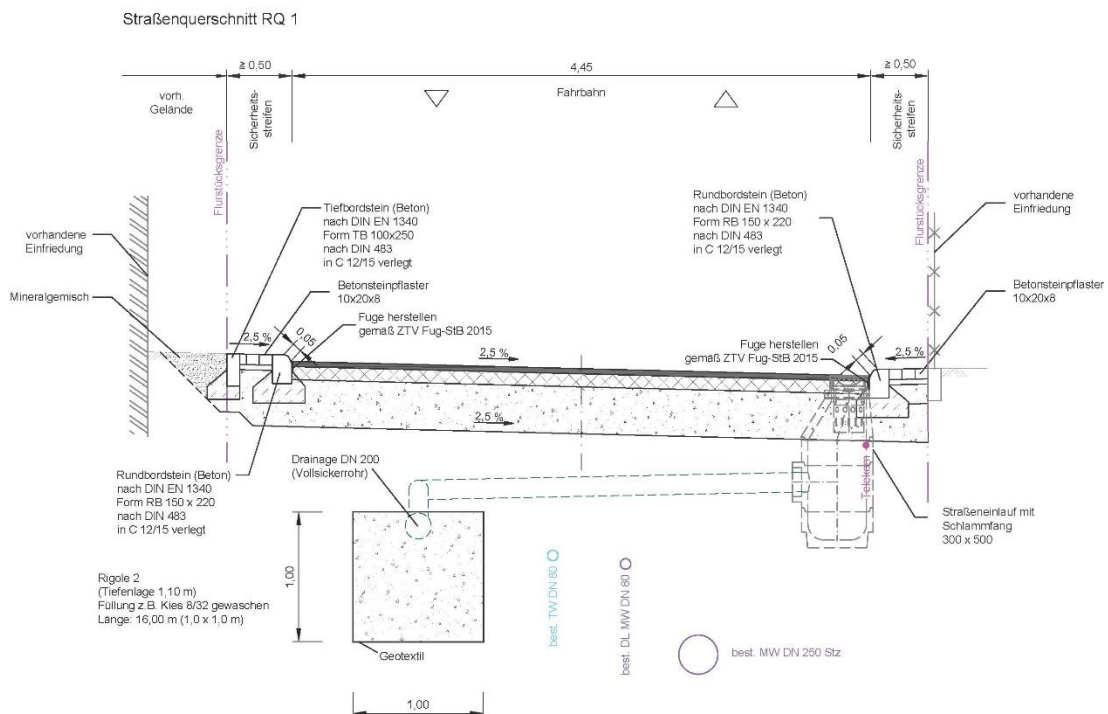 Straßenquerschnitt RQ 1
≥ 0,50
4,45
≥ 0,50
vorh.
Gelände
Sicherheits-
streifen
Fahrbahn
Sicherheits-
streifen
Flurstücksgrenze
Flurstücksgrenze
vorhandene
Einfriedung
Mineralgemisch
Tiefbordstein (Beton)
nach DIN EN 1340
Form TB 100x250
nach DIN 483
in C 12/15 verlegt
Betonsteinpflaster
10x20x8
Fuge herstellen
gemäß ZTV Fug-StB 2015
2,5 %
0,05
2,5 %
2,5 %
Rundbordstein (Beton)
nach DIN EN 1340
Form RB 150 x 220
nach DIN 483
in C 12/15 verlegt
vorhandene
Einfriedung
Betonsteinpflaster
10x20x8
Fuge herstellen
gemäß ZTV Fug-StB 2015
0,05
2,5 %
Rundbordstein (Beton)
nach DIN EN 1340
Form RB 150 x 220
nach DIN 483
in C 12/15 verlegt
Drainage DN 200
(Vollsickerrohr)
Telekom
Straßeneinlauf mit
Schlammfang
300 x 500
Rigole 2
(Tiefenlage 1,10 m)
Füllung z.B. Kies 8/32 gewaschen
Länge: 16,00 m (1,0 x 1,0 m)
1,00
Geotextil
1,00
best. TW DN 80
best. DL MW DN 80
best. MW DN 250 Stz